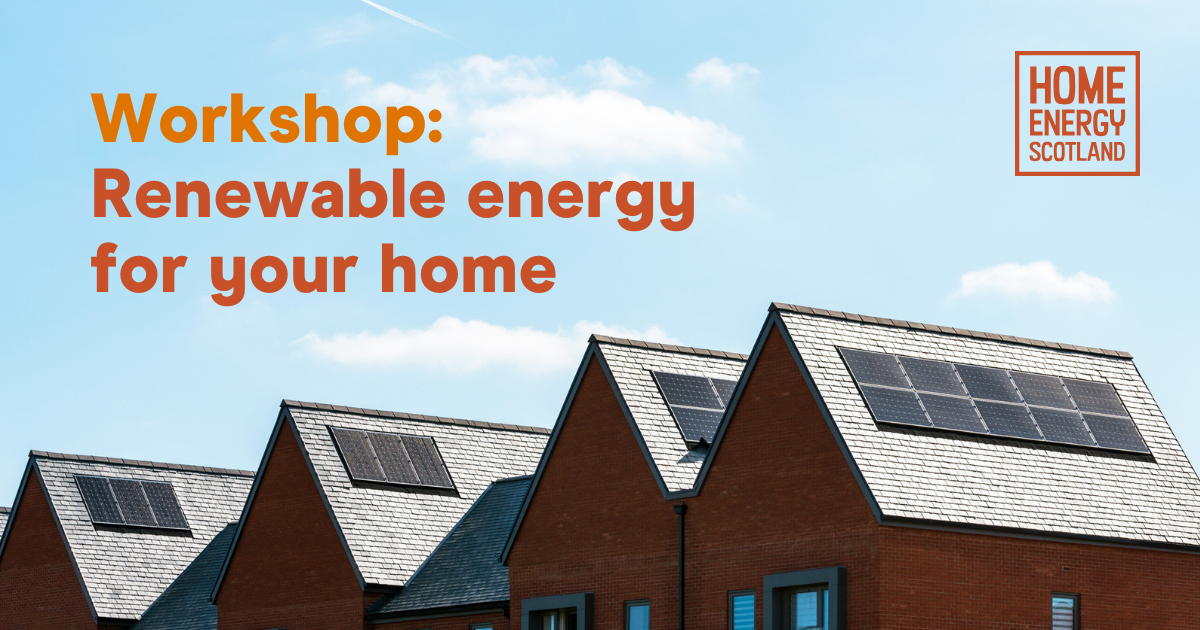 Workshop:
Renewable energy
for your home
HOME
ENERGY
SCOTLAND